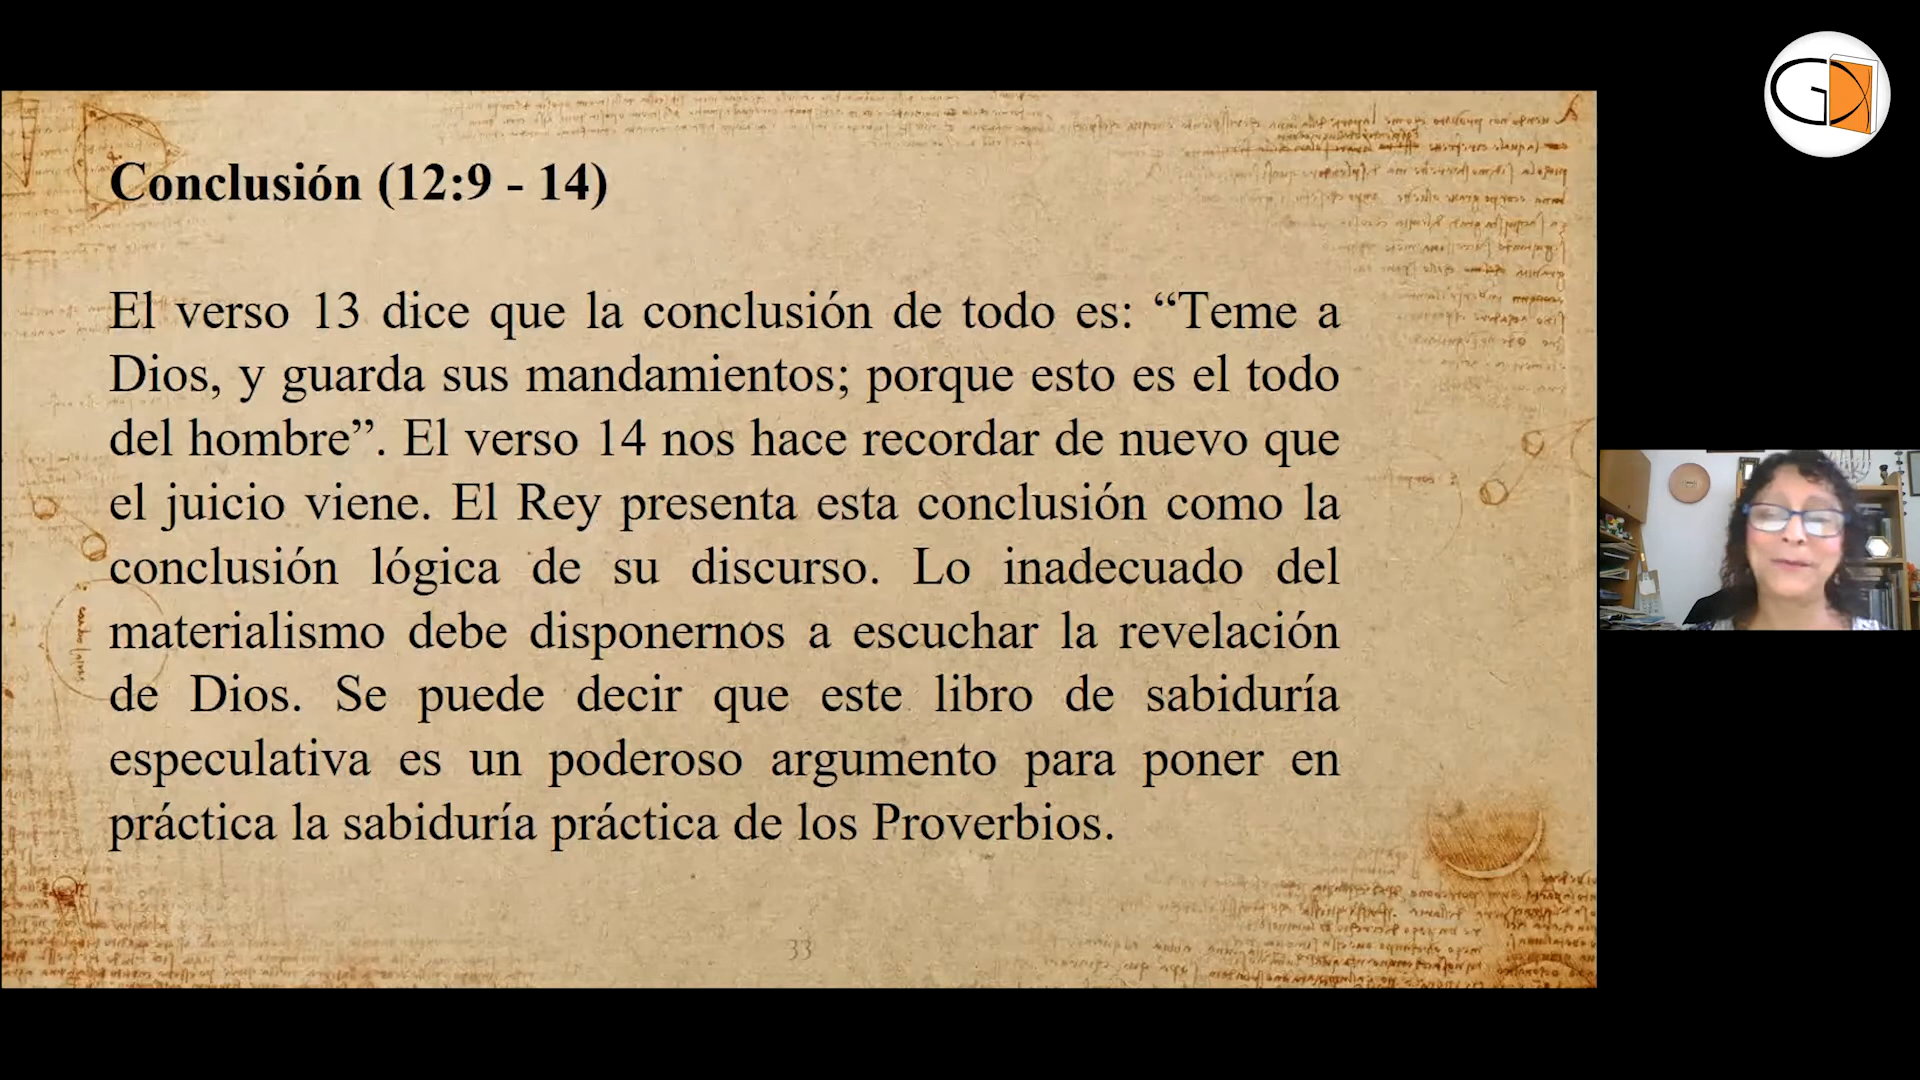 Conclusión (12:9 - 14)
El verso 13 dice que la conclusión de todo es: “Teme a
Dios, y guarda sus mandamientos; porque esto es el todo
del hombre”. El verso 14 nos hace recordar de nuevo que
el juicio viene. El Rey presenta esta conclusión como la
conclusión lógica de su discurso. Lo inadecuado del
materialismo debe disponernos a escuchar la revelación
de Dios. Se puede decir que este libro de sabiduría
especulativa es un poderoso argumento para poner en
práctica la sabiduría práctica de los Proverbios.
33